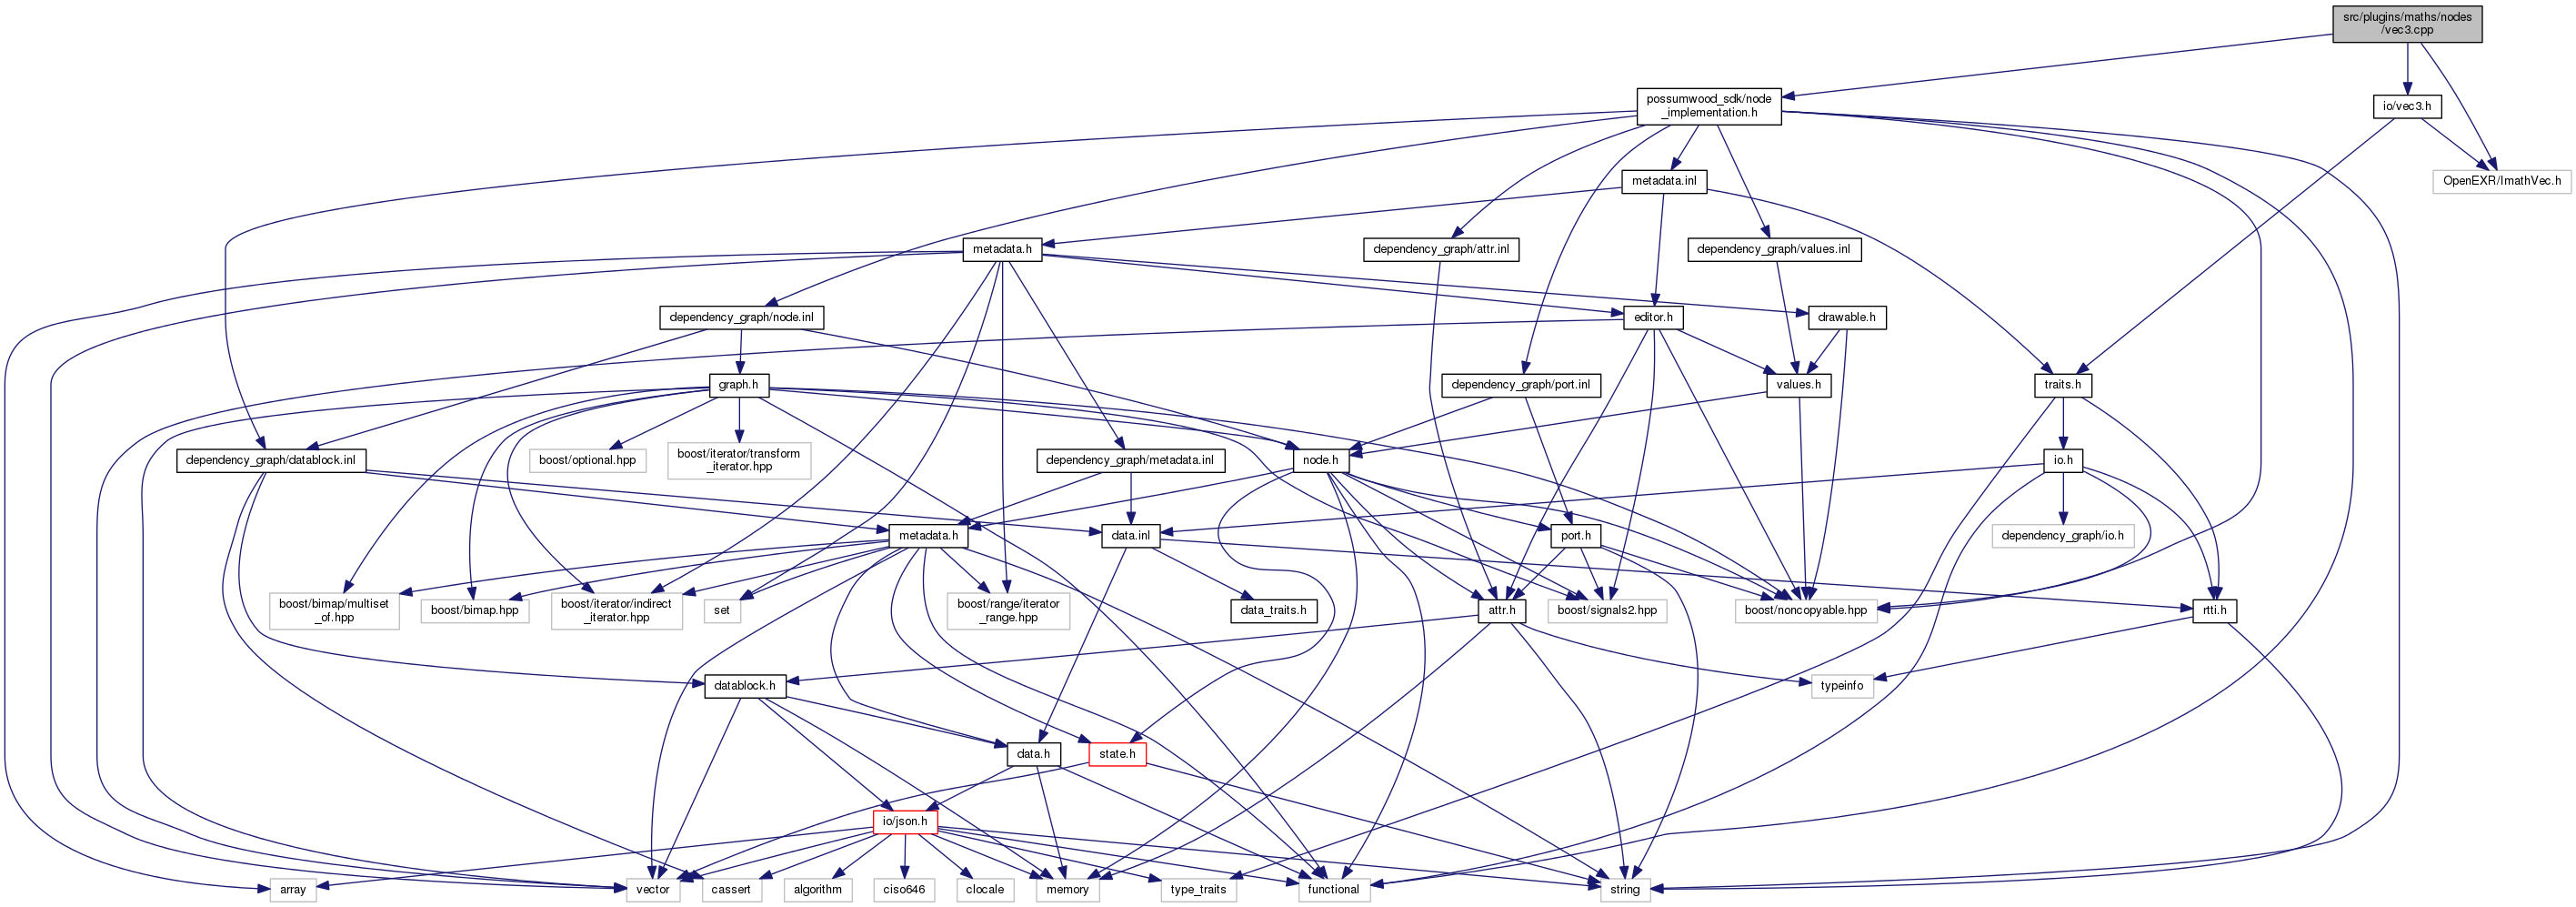 src/plugins/maths/nodes
/vec3.cpp
possumwood_sdk/node
_implementation.h
io/vec3.h
metadata.inl
OpenEXR/ImathVec.h
metadata.h
dependency_graph/attr.inl
dependency_graph/values.inl
dependency_graph/node.inl
editor.h
drawable.h
graph.h
dependency_graph/port.inl
values.h
traits.h
dependency_graph/datablock.inl
boost/optional.hpp
boost/iterator/transform
_iterator.hpp
dependency_graph/metadata.inl
node.h
io.h
metadata.h
data.inl
port.h
dependency_graph/io.h
boost/bimap/multiset
_of.hpp
boost/bimap.hpp
boost/iterator/indirect
_iterator.hpp
set
boost/range/iterator
_range.hpp
data_traits.h
attr.h
boost/signals2.hpp
boost/noncopyable.hpp
rtti.h
datablock.h
typeinfo
data.h
state.h
io/json.h
array
vector
cassert
algorithm
ciso646
clocale
memory
type_traits
functional
string